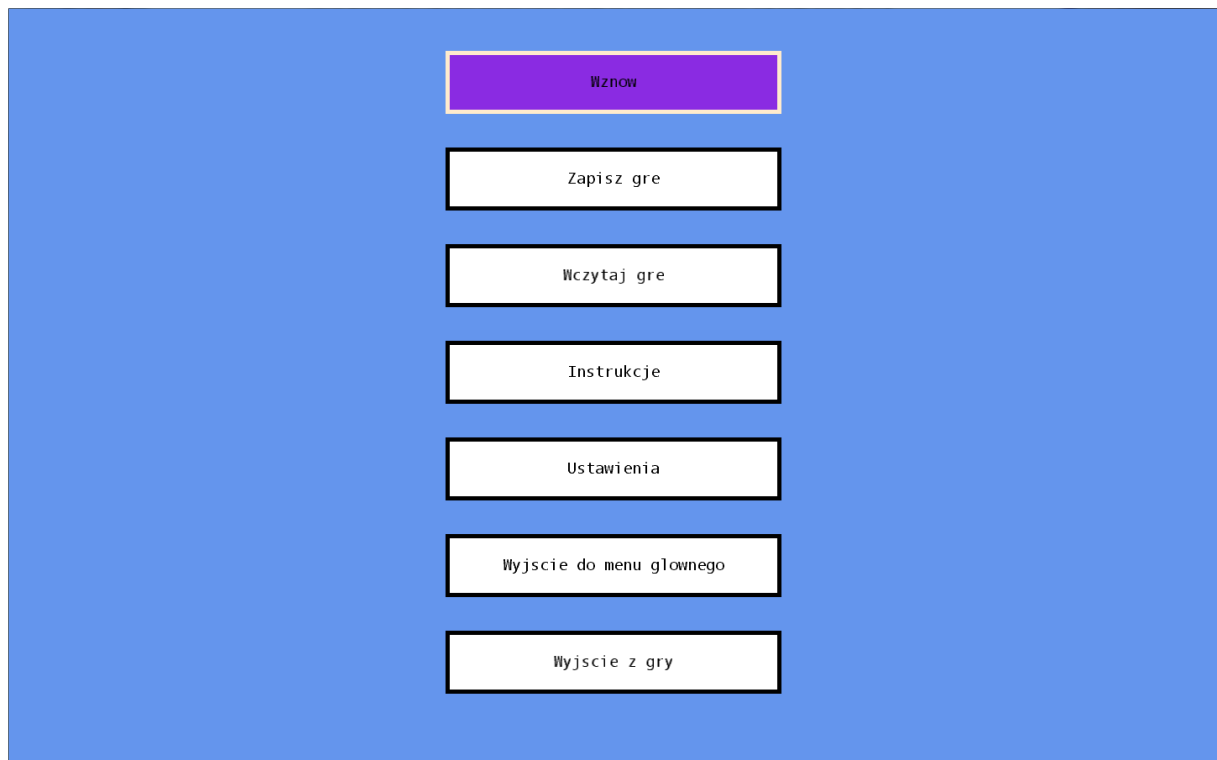 Wznow
Zapisz gre
Wczytaj gre
Instrukcje
Ustawienia
Wyjscie do menu glownego
Wyjscie z gry